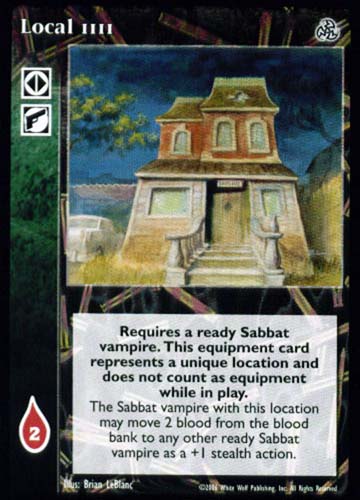 Local 1111
Requires a ready Sabbat
vampire. This equipment card
represents a unique location and
does not count as equipment
while in play.
The Sabbat vampire with this location
may move 2 blood from the blood
bank to any other ready Sabbat
vampire as a +1 stealth action.
2
Illus: Brian LeBlanc
©2006 White Wolf Publishing, Inc. All Rights Reserved